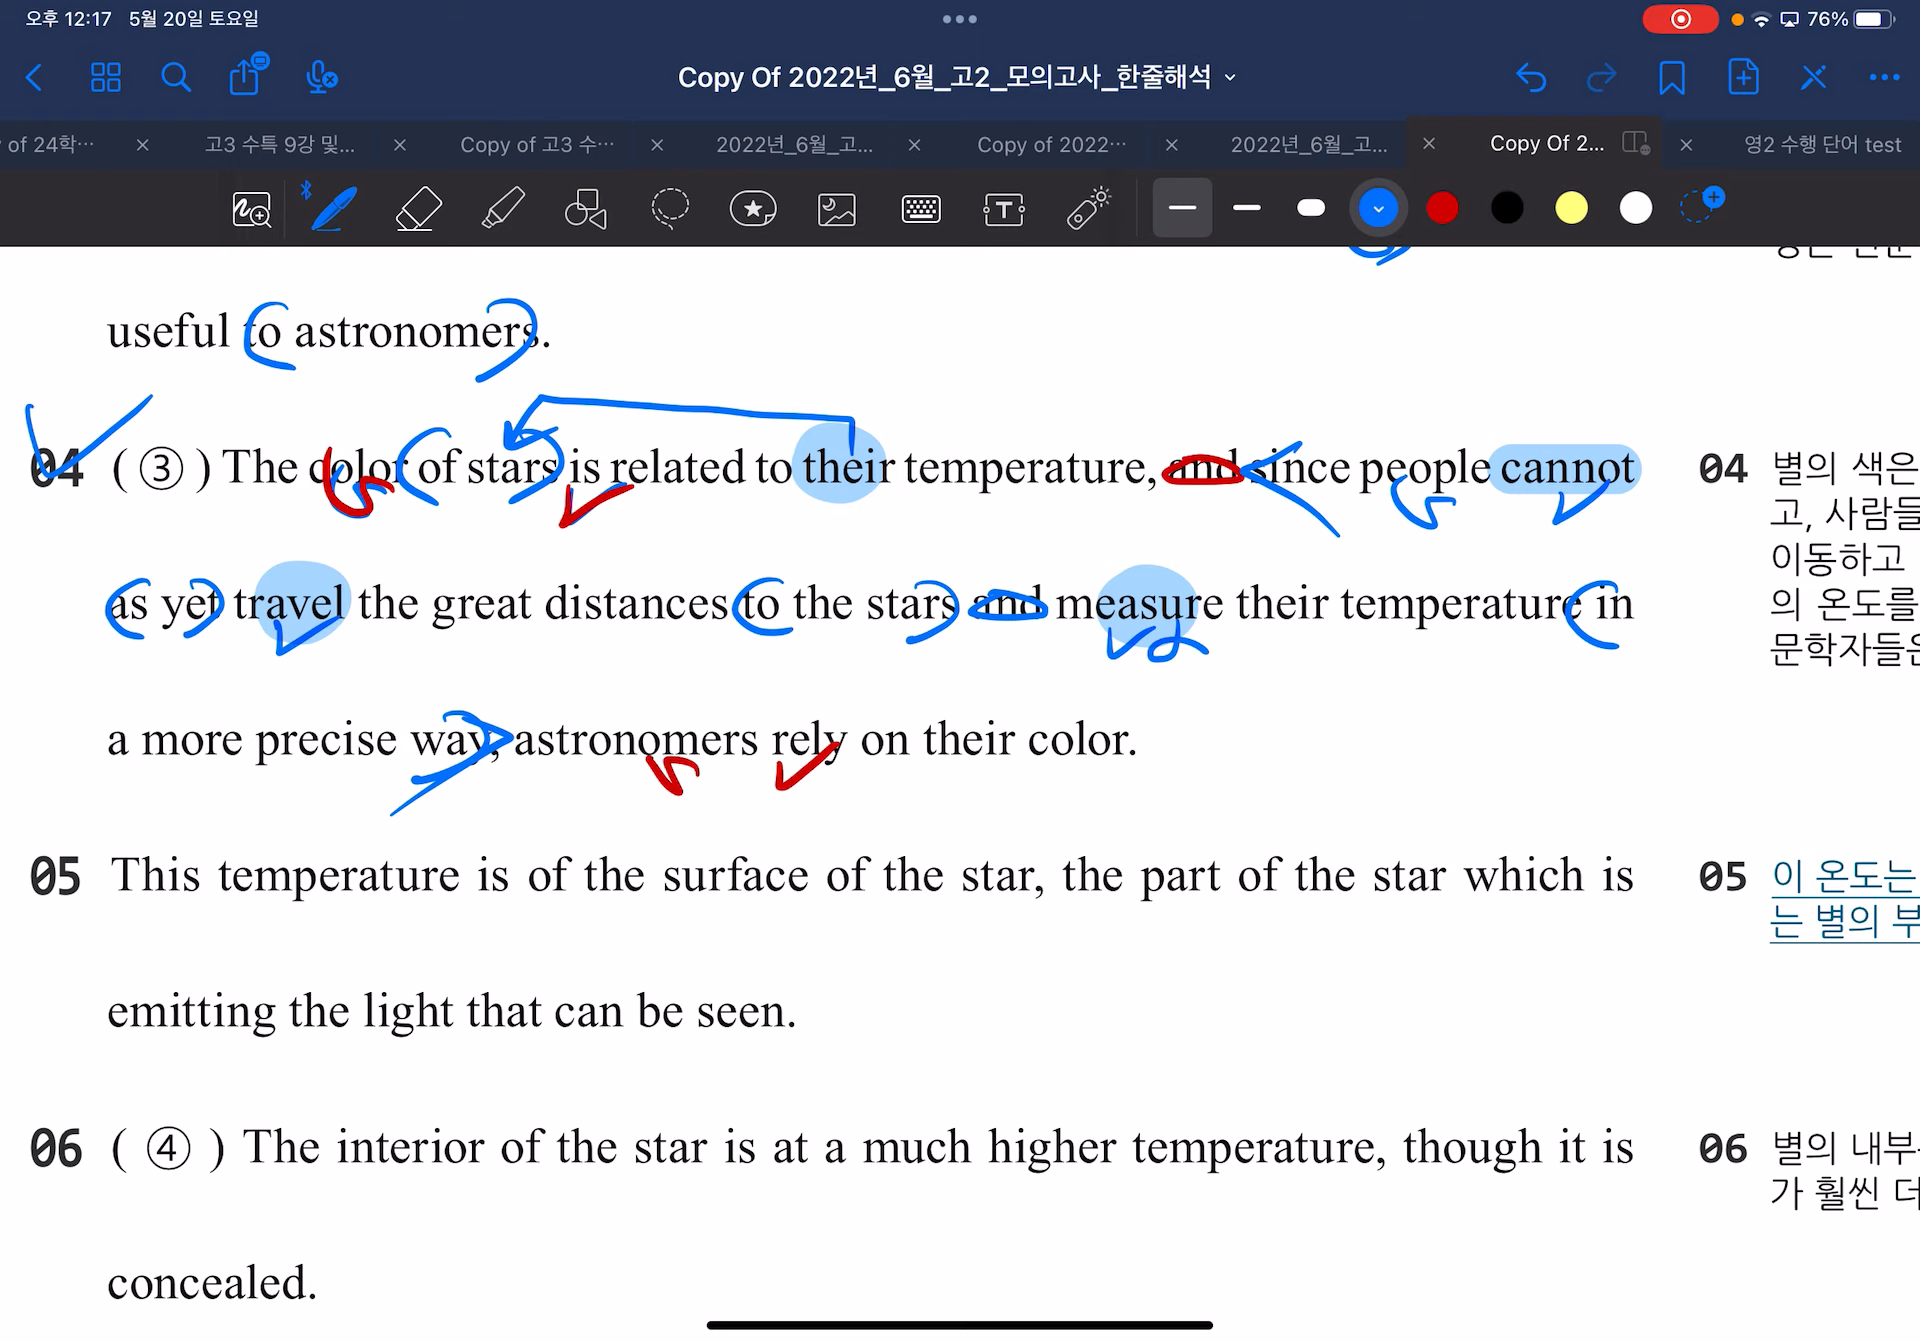 오후 12:17 5월 20일 토요일
76%
Copy Of 2022년_6월_고2_모의고사_한줄해석
of 24학… 고3 수특 9강 및... Copy of 고3 수… 2022년_6월_고... Copy of 2022… 2022년_6월_고... Copy Of 2... 영2 수행 단어 test
useful to astronomers.
04 ( ③ ) The color of stars is related to their temperature, and since people cannot
as yet travel the great distances to the stars and measure their temperature in
a more precise way, astronomers rely on their color.
05 This temperature is of the surface of the star, the part of the star which is
emitting the light that can be seen.
06 ( ④ ) The interior of the star is at a much higher temperature, though it is
concealed.
04 별의 색은
고, 사람들
이동하고
의 온도를
문학자들은
05 이 온도는
는 별의 부
06 별의 내부
가 훨씬 더